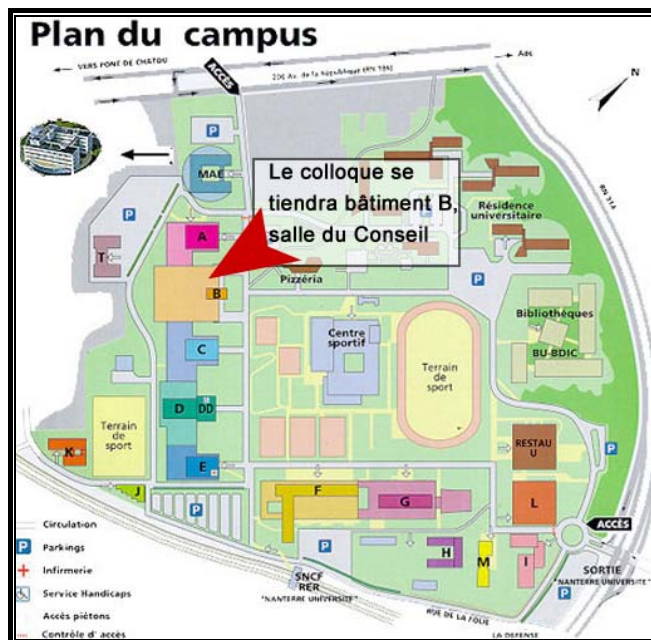 Plan du campus
VERS PONT DE CHATOU
200 Av. de la République (RN 186)
ACCÈS
N
P
MAE
Le colloque se
tiendra bâtiment B,
salle du Conseil
RN 314
Résidence
universitaire
P
P
T
A
P
Pizzéria
B
Bibliothèques
BU-BDIC
Centre
sportif
Terrain
de
sport
C
D
DD
Terrain
de
sport
RESTAU
U
P
K
E
J
F
G
L
P
ACCÈS
Circulation
P
Parkings
Infirmerie
Service Handicaps
Accès piétons
Contrôle d' accès
P
H
M
I
SNCF
RER
"NANTERRE UNIVERSITÉ"
SORTIE
"NANTERRE UNIVERSITÉ"
P
RUE DE LA FOLIE
LA DEFENSE